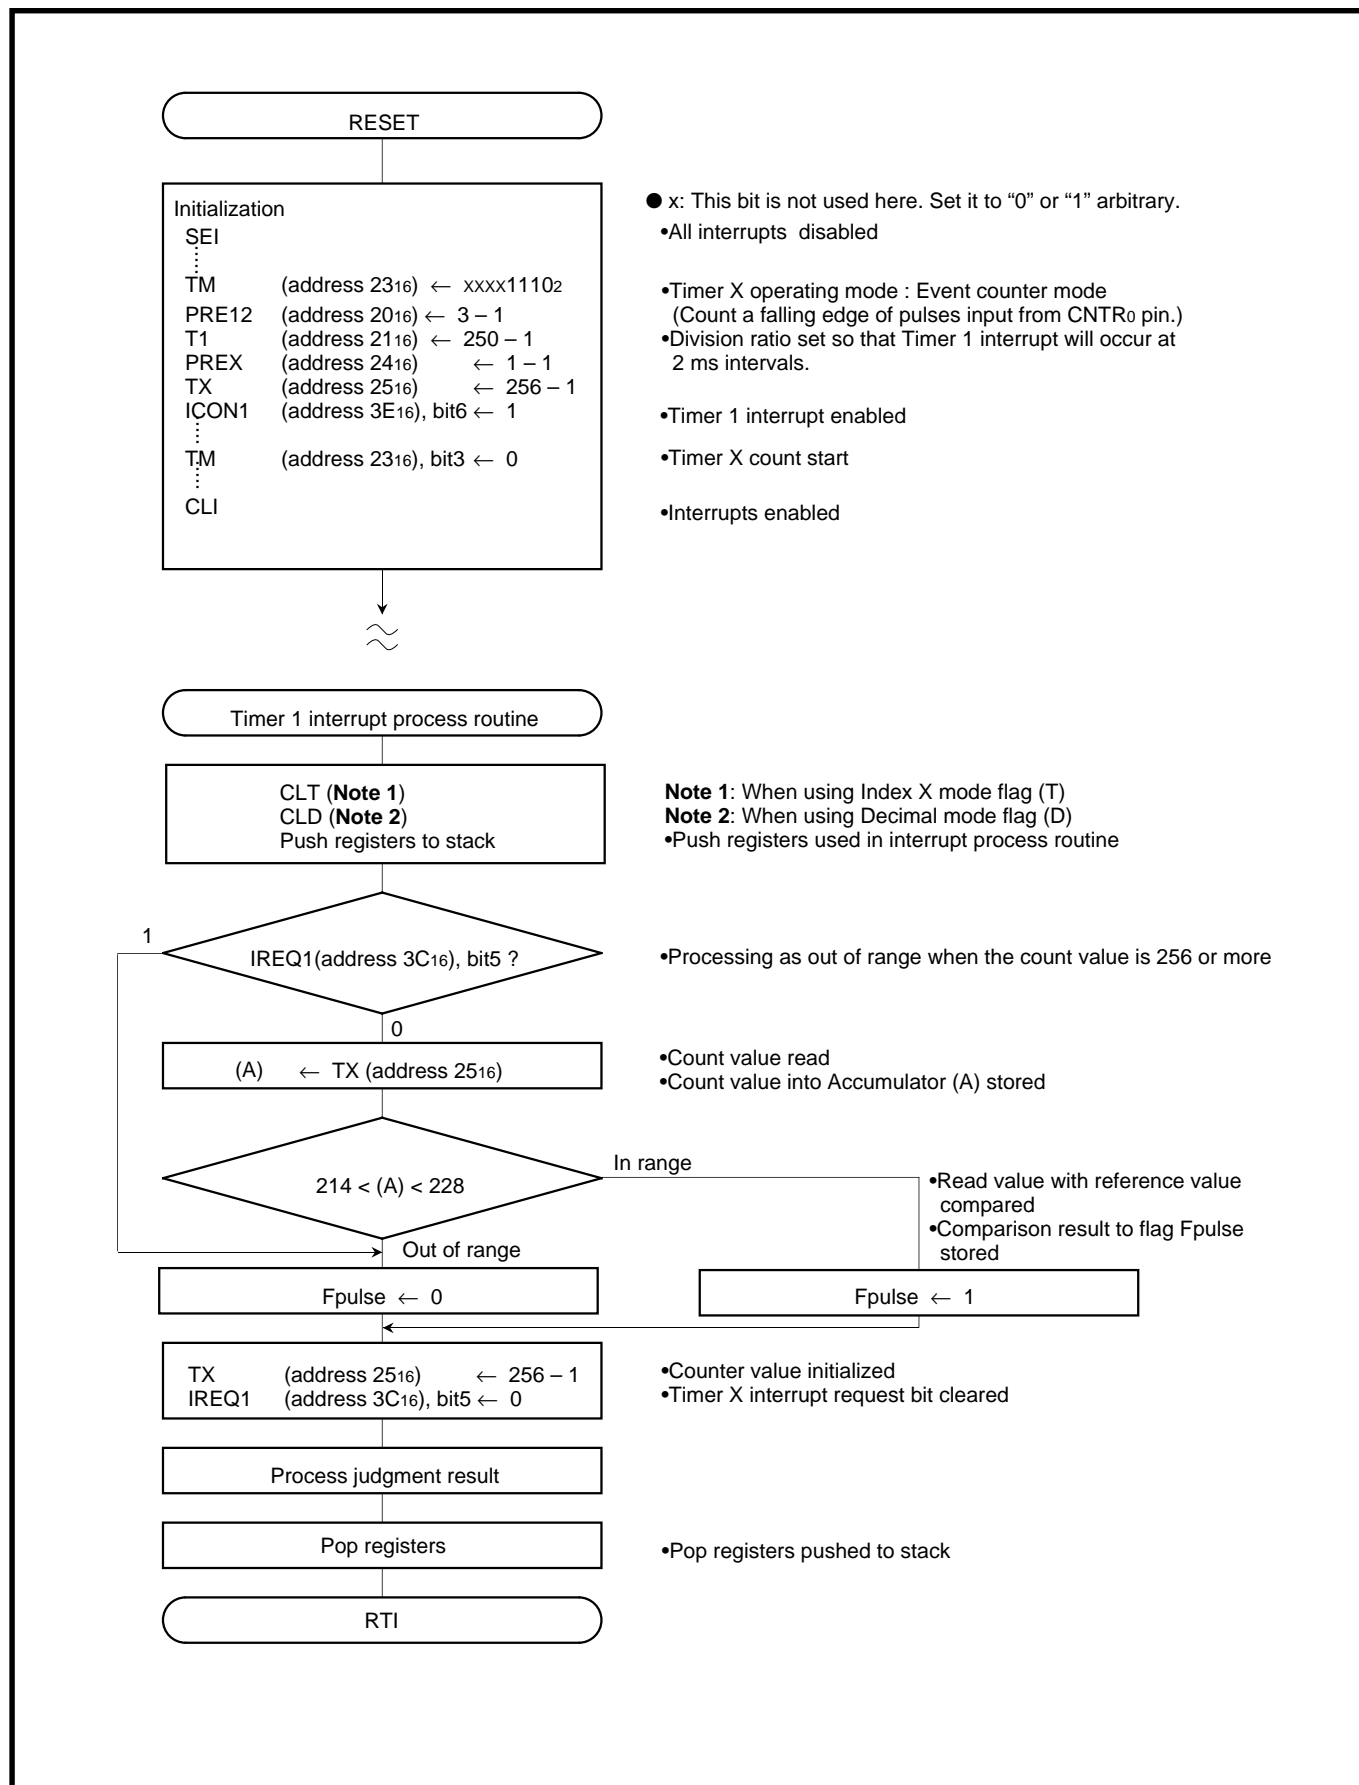 RESET
● x: This bit is not used here. Set it to “0” or “1” arbitrary.
Initialization
SEI
•All interrupts disabled
TM (address 2316) ← XXXX11102
•Timer X operating mode : Event counter mode
(Count a falling edge of pulses input from CNTR0 pin.)
PRE12 (address 2016) ← 3 – 1
T1 (address 2116) ← 250 – 1
•Division ratio set so that Timer 1 interrupt will occur at
2 ms intervals.
PREX (address 2416) ← 1 – 1
TX (address 2516) ← 256 – 1
ICON1 (address 3E16), bit6 ← 1
•Timer 1 interrupt enabled
TM (address 2316), bit3 ← 0
•Timer X count start
CLI
•Interrupts enabled
Timer 1 interrupt process routine
CLT (Note 1)
Note 1: When using Index X mode flag (T)
CLD (Note 2)
Note 2: When using Decimal mode flag (D)
Push registers to stack
•Push registers used in interrupt process routine
1
IREQ1(address 3C16), bit5 ?
•Processing as out of range when the count value is 256 or more
0
(A) ← TX (address 2516)
•Count value read
•Count value into Accumulator (A) stored
In range
214 < (A) < 228
•Read value with reference value
compared
•Comparison result to flag Fpulse
stored
Out of range
Fpulse ← 0
Fpulse ← 1
TX (address 2516) ← 256 – 1
•Counter value initialized
IREQ1 (address 3C16), bit5 ← 0
•Timer X interrupt request bit cleared
Process judgment result
Pop registers
•Pop registers pushed to stack
RTI